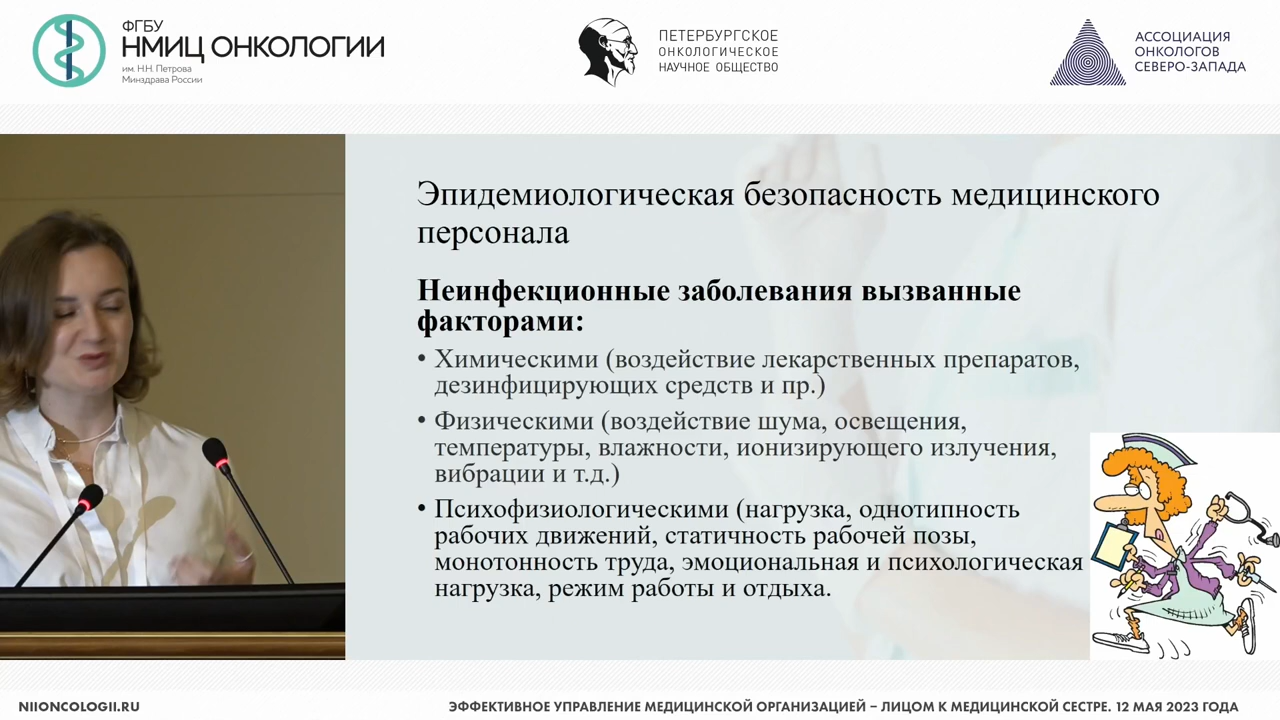 ФГБУ
НМИЦ ОНКОЛОГИИ
им. Н.Н. Петрова
Минздрава России
ПЕТЕРБУРГСКОЕ
ОНКОЛОГИЧЕСКОЕ
НАУЧНОЕ ОБЩЕСТВО
АССОЦИАЦИЯ
ОНКОЛОГОВ
СЕВЕРО-ЗАПАДА
Эпидемиологическая безопасность медицинского
персонала
Неинфекционные заболевания вызванные
факторами:
• Химическими (воздействие лекарственных препаратов,
дезинфицирующих средств и пр.)
• Физическими (воздействие шума, освещения,
температуры, влажности, ионизирующего излучения,
вибрации и т.д.)
• Психофизиологическими (нагрузка, однотипность
рабочих движений, статичность рабочей позы,
монотонность труда, эмоциональная и психологическая
нагрузка, режим работы и отдыха.
NIIONCOLOGII.RU
ЭФФЕКТИВНОЕ УПРАВЛЕНИЕ МЕДИЦИНСКОЙ ОРГАНИЗАЦИЕЙ – ЛИЦОМ К МЕДИЦИНСКОЙ СЕСТРЕ. 12 МАЯ 2023 ГОДА